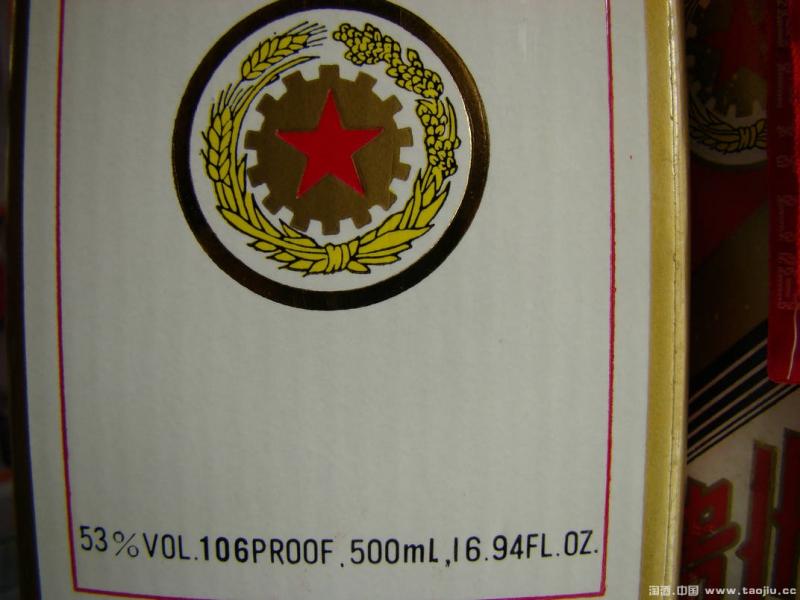 53%VOL.106PROOF,500mL,16.94FL.OZ.
淘酒.中国 www.taojiu.cc